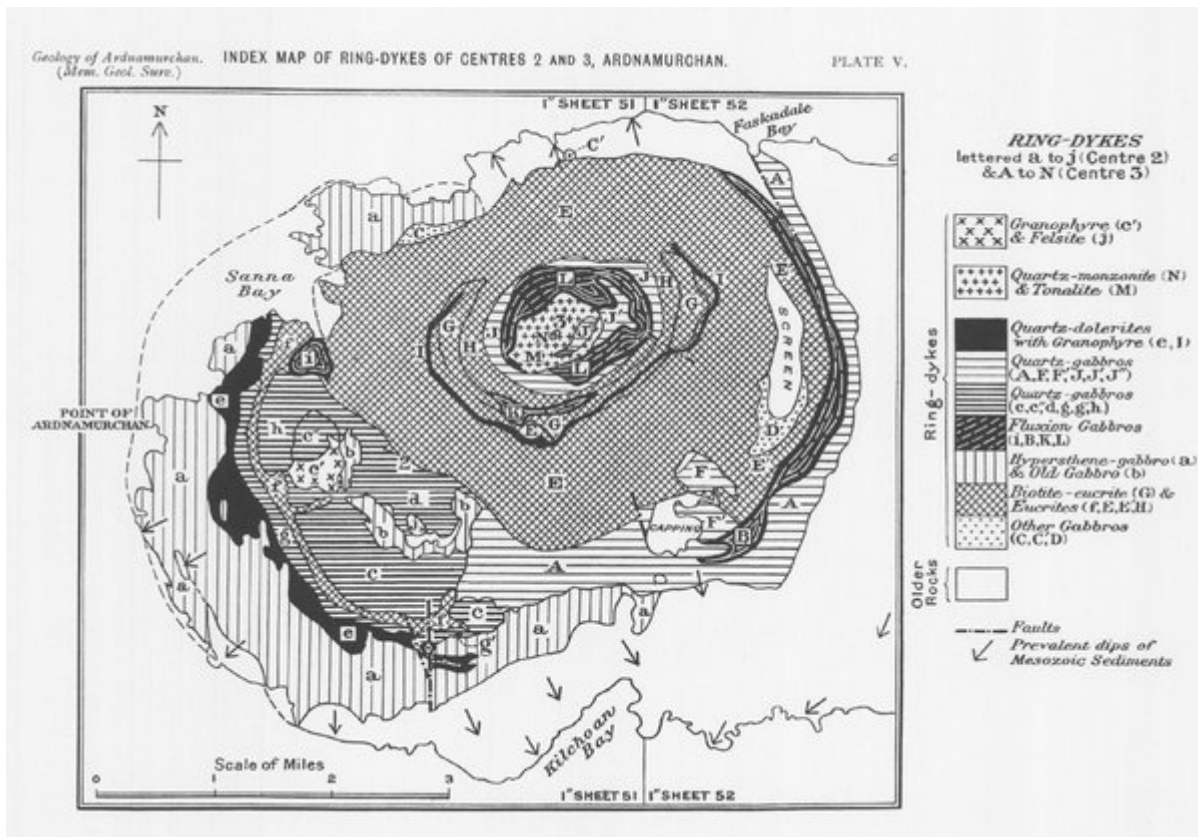 Geology of Ardnamurchan.
(Mem. Geol. Surv.)
INDEX MAP OF RING-DYKES OF CENTRES 2 AND 3, ARDNAMURCHAN.
PLATE V.
N
1" SHEET 51
1" SHEET 52
Faskadale
Bay
C'
A
E
a
c
Sanna
Bay
E
SCREEN
L
J
H
I
G
G
H
J
I
3
N
J'
J"
M
L
a
f
i
e
POINT OF
ARDNAMURCHAN
K
E'
G
D
E
h
c'
b
c'
2
F
a
f
d
b
b
E
CAPPING
F'
B
A
g
c
A
a
e
c
a
a
g'
a
Kilchoan
Bay
Scale of Miles
0 1 2 3
1" SHEET 51
1" SHEET 52
RING-DYKES
lettered a to j (Centre 2)
& A to N (Centre 3)
Ring-dykes
Granophyre (c')
& Felsite (j)
Quartz-monzonite (N)
& Tonalite (M)
Quartz-dolerites
with Granophyre (e, I)
Quartz-gabbros
(A, F, F', J, J', J'')
Quartz-gabbros
(c, c', d, g, g', h)
Fluxion Gabbros
(i, B, K, L)
Hypersthene-gabbro (a)
& Old Gabbro (b)
Biotite-eucrite (G) &
Eucrites (f, E, E', H)
Other Gabbros
(C, C', D)
Older
Rocks
Faults
Prevalent dips of
Mesozoic Sediments